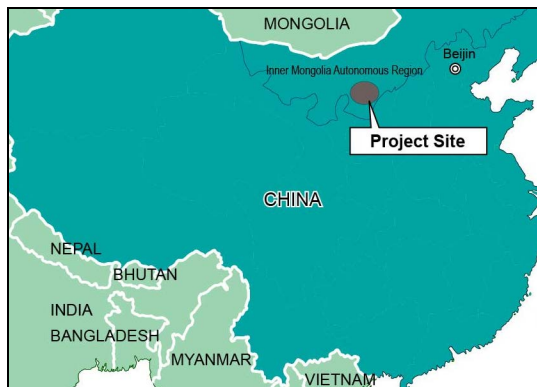 MONGOLIA
Beijin
Inner Mongolia Autonomous Region
Project Site
CHINA
NEPAL
BHUTAN
INDIA
BANGLADESH
MYANMAR
VIETNAM